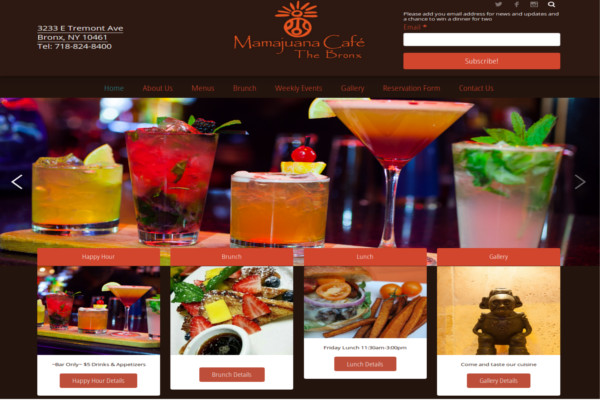 3233 E Tremont Ave
Bronx, NY 10461
Tel: 718-824-8400
Mamajuana Café
The Bronx
Please add you email address for news and updates and
a chance to win a dinner for two
Email *
Subscribe!
Home About Us Menus Brunch Weekly Events Gallery Reservation Form Contact Us
Happy Hour
Brunch
Lunch
Gallery
~Bar Only~ $5 Drinks & Appetizers
Happy Hour Details
Brunch Details
Friday Lunch 11:30am-3:00pm
Lunch Details
Come and taste our cuisine
Gallery Details